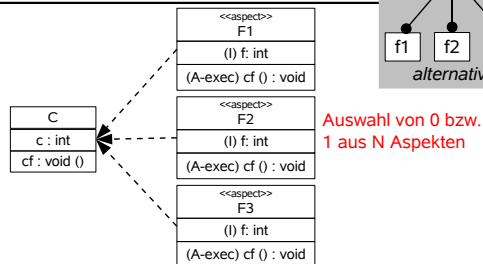 <<aspect>>
F1
(I) f: int
(A-exec) cf () : void
f1
f2
C
c : int
cf : void ()
<<aspect>>
F2
(I) f: int
(A-exec) cf () : void
Auswahl von 0 bzw.
1 aus N Aspekten
<<aspect>>
F3
(I) f: int
(A-exec) cf () : void